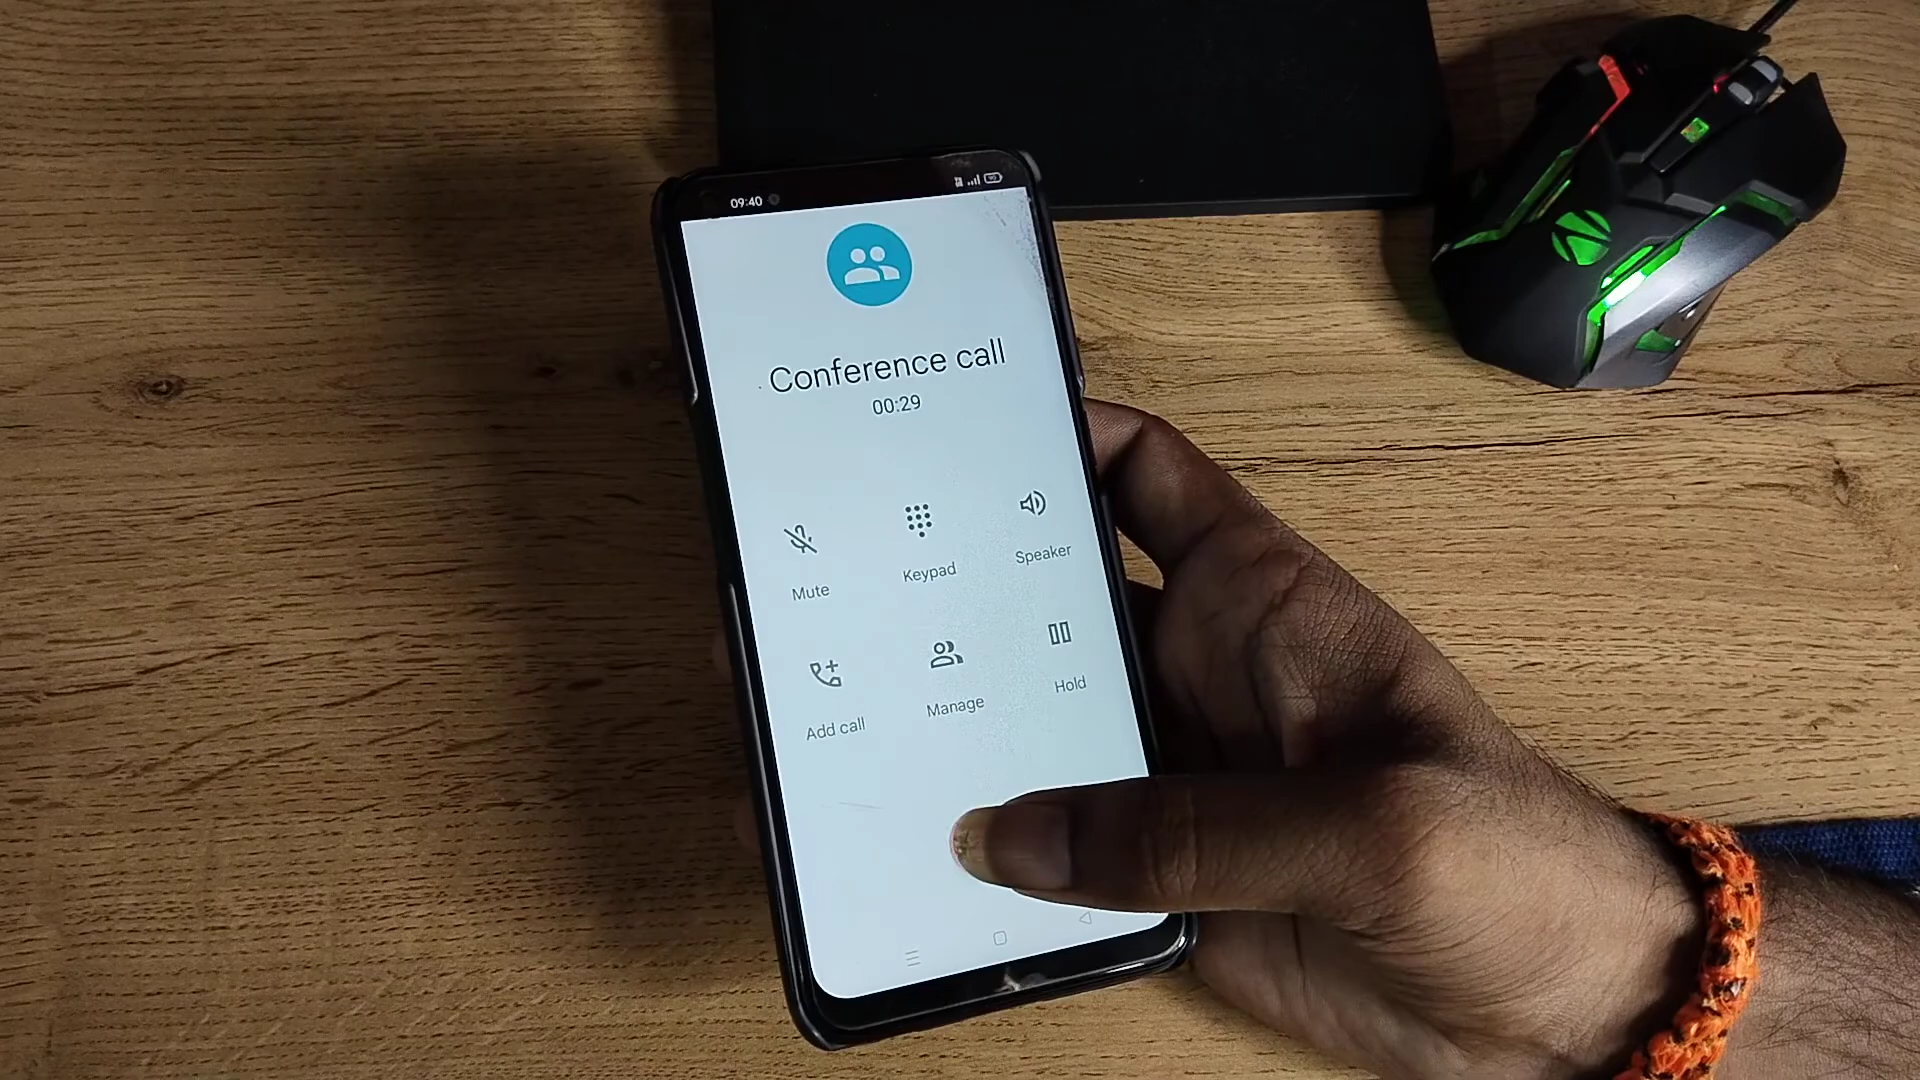 09:40
Conference call
00:29
Mute
Keypad
Speaker
Add call
Manage
Hold